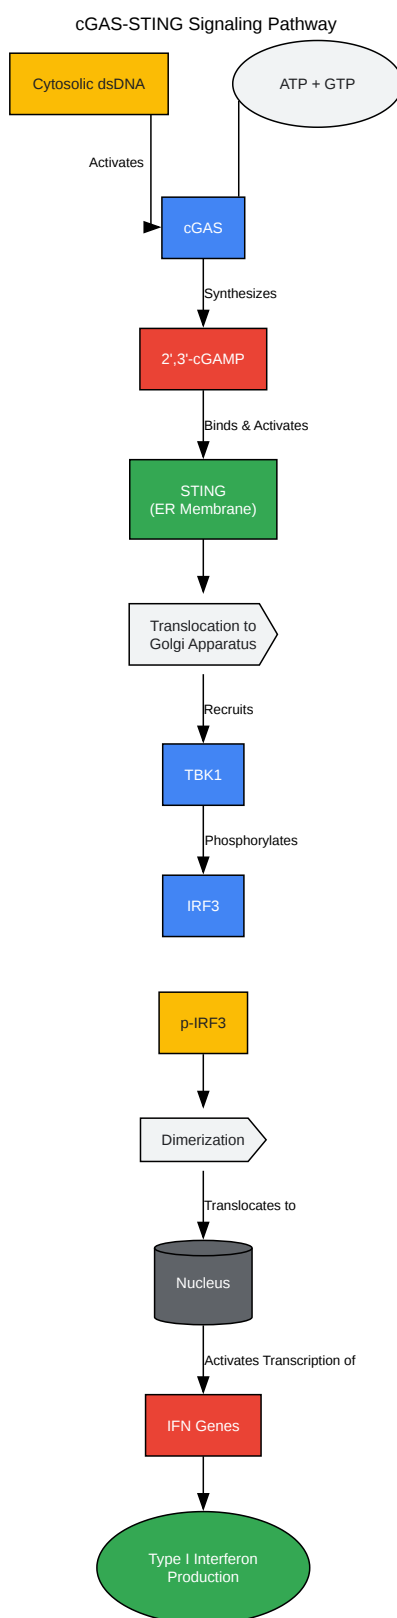 cGAS-STING Signaling Pathway
Cytosolic dsDNA
ATP + GTP
Activates
cGAS
Synthesizes
2',3'-cGAMP
Binds & Activates
STING
(ER Membrane)
Translocation to
Golgi Apparatus
Recruits
TBK1
Phosphorylates
IRF3
p-IRF3
Dimerization
Translocates to
Nucleus
Activates Transcription of
IFN Genes
Type I Interferon
Production